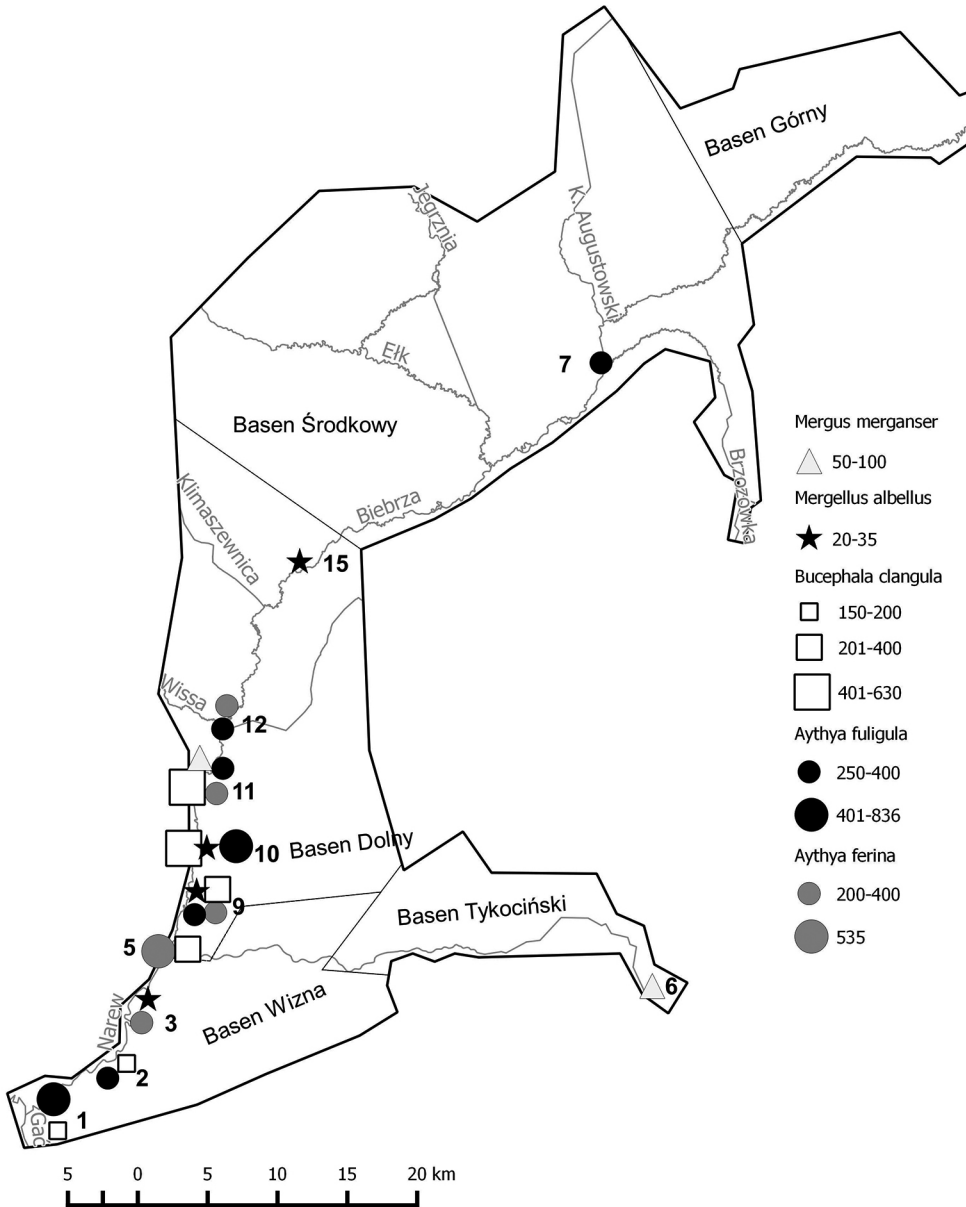 Basen Górny
Jegrznia
K. Augustowski
Ełk
7
Basen Środkowy
Mergus merganser
50-100
Mergellus albellus
20-35
Bucephala clangula
150-200
201-400
401-630
Aythya fuligula
250-400
401-836
Aythya ferina
200-400
535
Brzozówka
Klimaszewnica
Biebrza
15
Wissa
12
11
10
Basen Dolny
9
Basen Tykociński
5
6
Basen Wizna
Narew
3
2
1
Gać
5 0 5 10 15 20 km